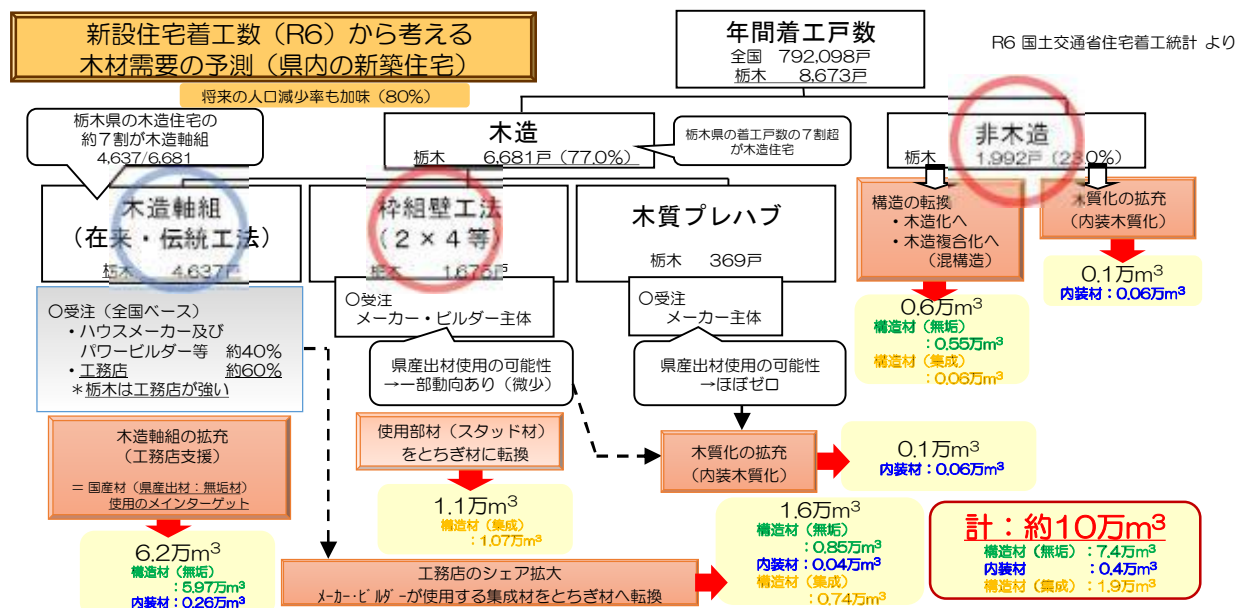 新設住宅着工数（R6）から考える
木材需要の予測（県内の新築住宅）
将来の人口減少率も加味（80%）
年間着工戸数
全国　792,098戸
栃木　8,673戸
R6 国土交通省住宅着工統計 より
栃木県の木造住宅の
約７割が木造軸組
4,637/6,681
木造
栃木　6,681戸（77.0%）
栃木県の着工戸数の７割超
が木造住宅
非木造
栃木　1,992戸（23.0%）
木造軸組
（在来・伝統工法）
栃木　4,637戸
枠組壁工法
（２×４等）
栃木　1,675戸
木質プレハブ
栃木　369戸
構造の転換
・木造化へ
・木造複合化へ
（混構造）
木質化の拡充
（内装木質化）
0.6万m³
構造材（無垢）
：0.55万m³
構造材（集成）
：0.06万m³
0.1万m³
内装材：0.06万m³
○受注（全国ベース）
・ハウスメーカー及び
パワービルダー等　約40%
・工務店　約60%
＊栃木は工務店が強い
○受注
メーカー・ビルダー主体
○受注
メーカー主体
県産出材使用の可能性
→一部動向あり（微少）
県産出材使用の可能性
→ほぼゼロ
木造軸組の拡充
（工務店支援）
＝国産材（県産出材：無垢材）
使用のメインターゲット
使用部材（スタッド材）
をとちぎ材に転換
木質化の拡充
（内装木質化）
0.1万m³
内装材：0.06万m³
1.1万m³
構造材（集成）
：1.07万m³
6.2万m³
構造材（無垢）
：5.97万m³
内装材：0.26万m³
工務店のシェア拡大
ﾒｰｶｰ・ﾋﾞﾙﾀﾞｰが使用する集成材をとちぎ材へ転換
1.6万m³
構造材（無垢）
：0.85万m³
内装材：0.04万m³
構造材（集成）
：0.74万m³
計：約10万m³
構造材（無垢）：7.4万m³
内装材　：0.4万m³
構造材（集成）：1.9万m³